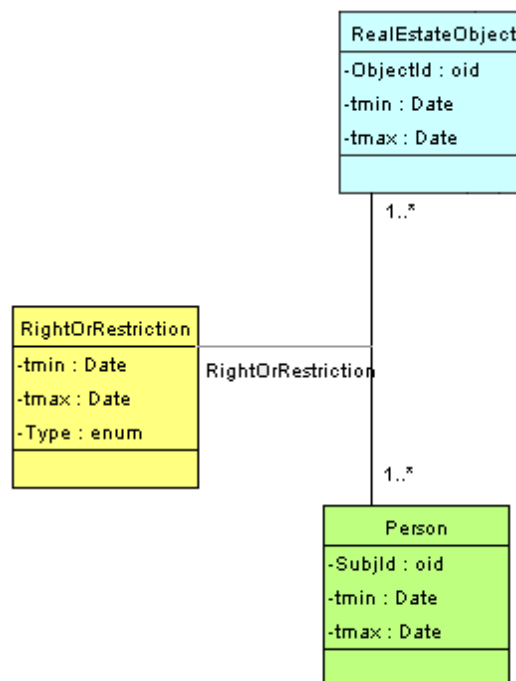 RealEstateObject
-ObjectId : oid
-tmin : Date
-tmax : Date
1..*
RightOrRestriction
-tmin : Date
-tmax : Date
-Type : enum
RightOrRestriction
1..*
Person
-SubjId : oid
-tmin : Date
-tmax : Date